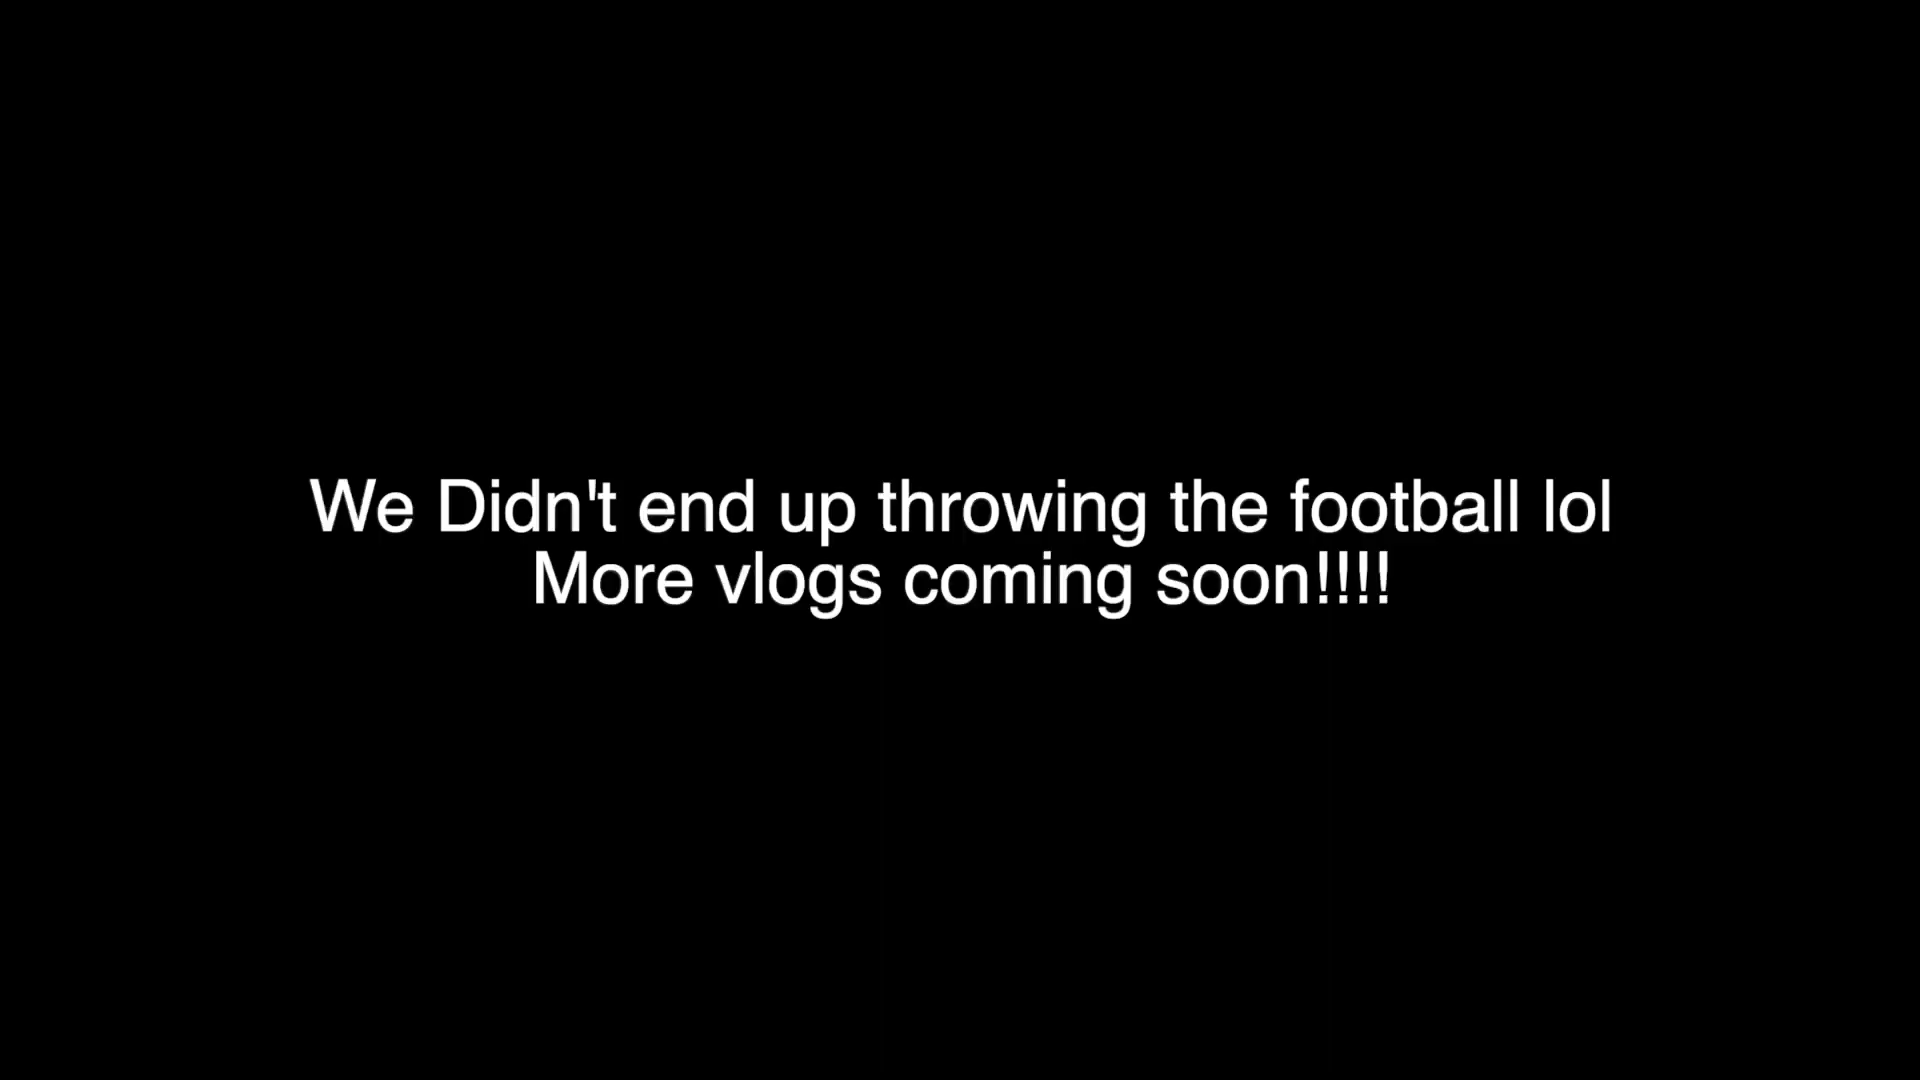 We Didn't end up throwing the football lol
More vlogs coming soon!!!!